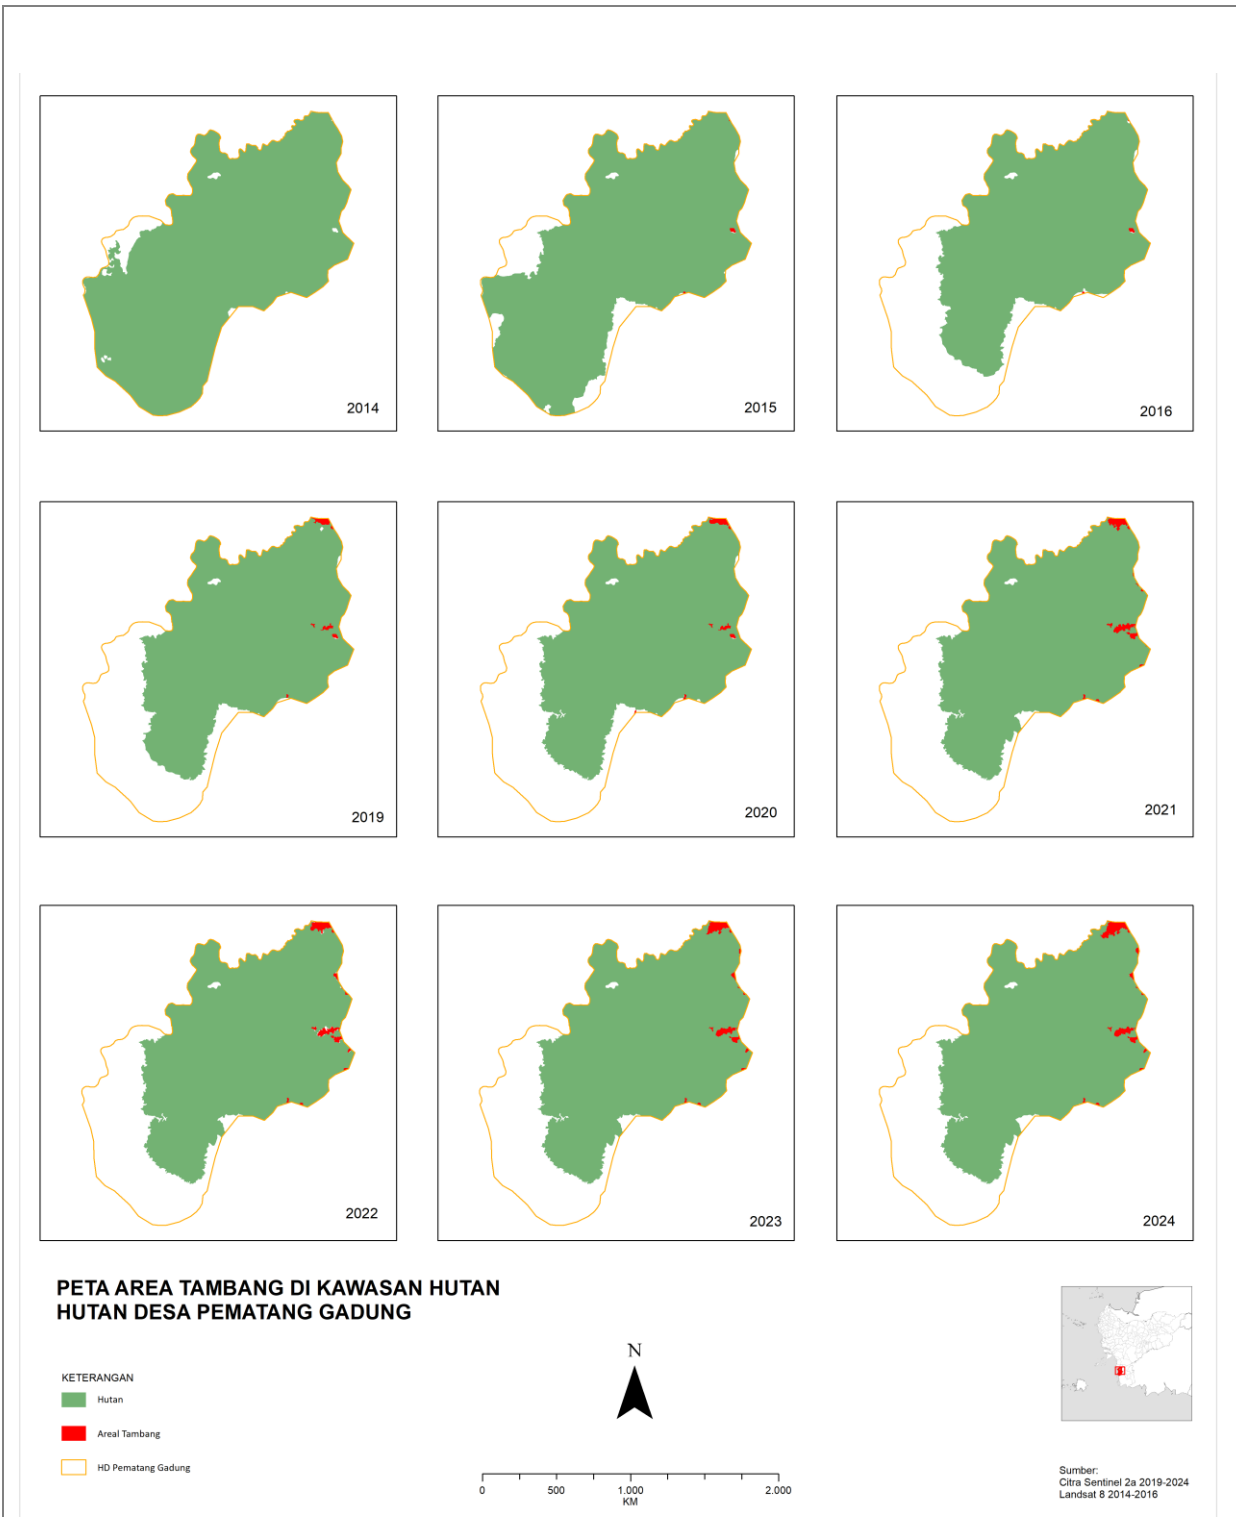 2014
2015
2016
2019
2020
2021
2022
2023
2024
PETA AREA TAMBANG DI KAWASAN HUTAN
HUTAN DESA PEMATANG GADUNG
KETERANGAN
Hutan
Areal Tambang
HD Pematang Gadung
N
0 500 1.000 2.000
KM
Sumber:
Citra Sentinel 2a 2019-2024
Landsat 8 2014-2016